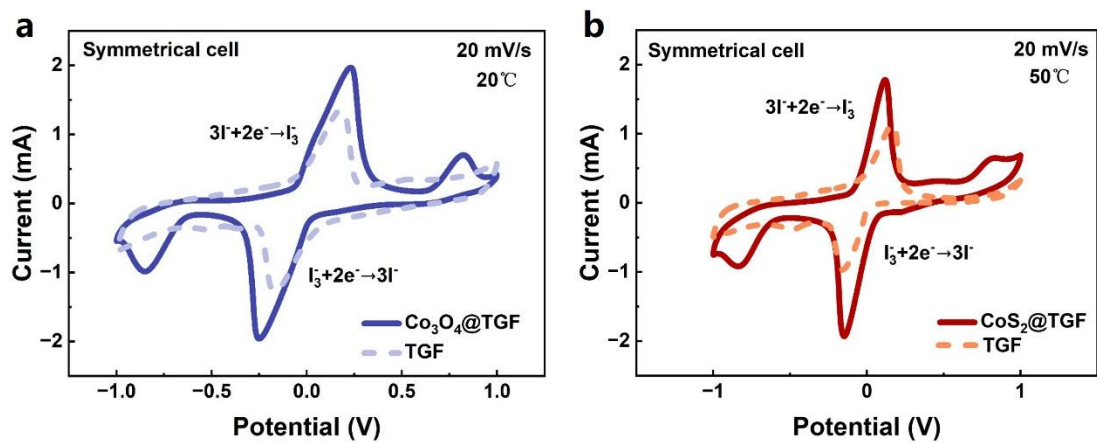 a
Symmetrical cell
20 mV/s
20℃
3I⁻+2e⁻→I₃
I₃+2e⁻→3I⁻
Co₃O₄@TGF
TGF
Current (mA)
2
1
0
−1
−2
−1.0
−0.5
0.0
0.5
1.0
Potential (V)
b
Symmetrical cell
20 mV/s
50℃
3I⁻+2e⁻→I₃⁻
I₃⁻+2e⁻→3I⁻
CoS₂@TGF
TGF
Current (mA)
2
1
0
−1
−2
−1
0
1
Potential (V)